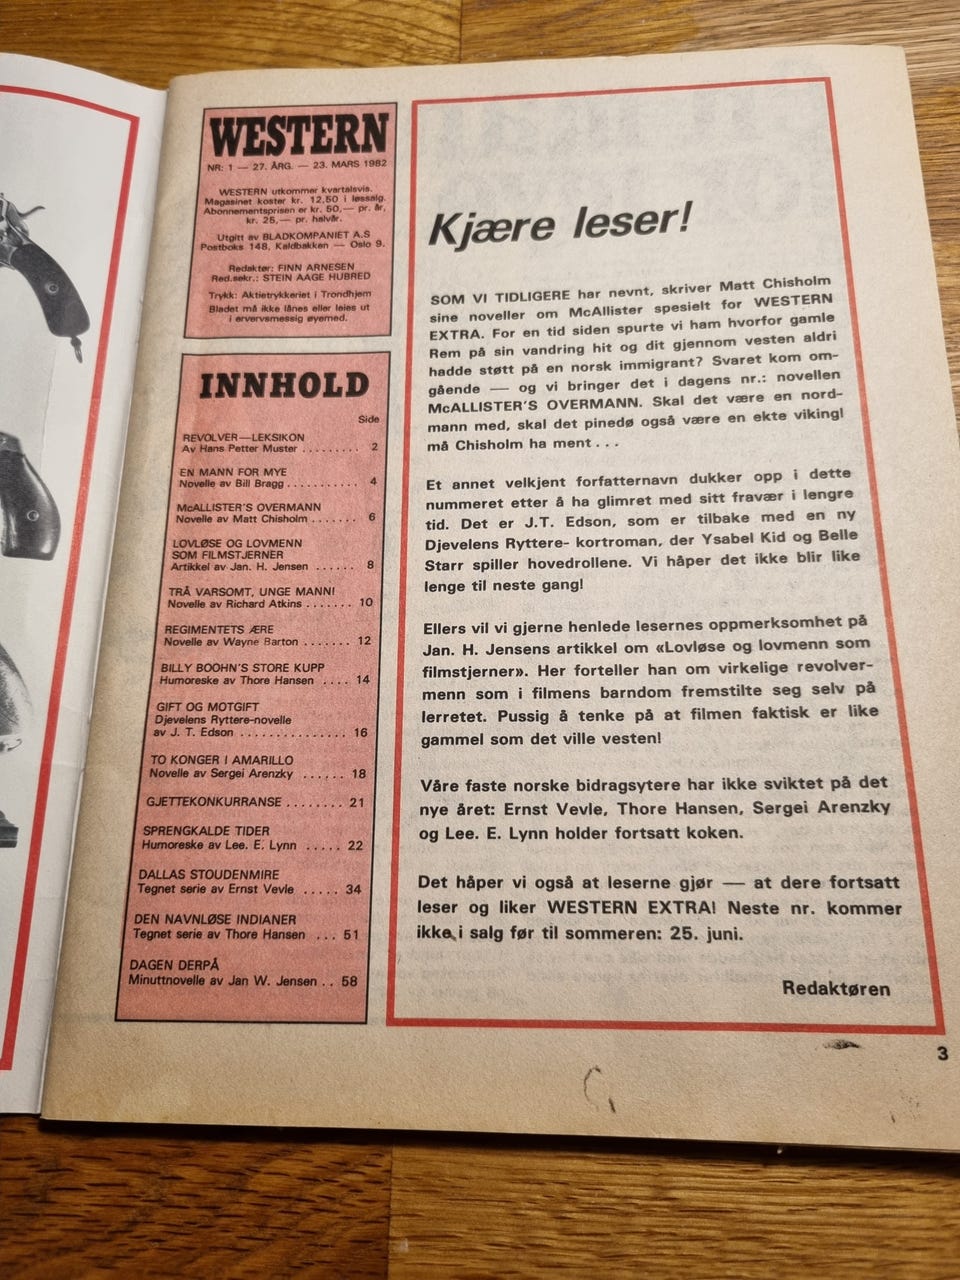 WESTERN
NR: 1 — 27. ÅRG. — 23. MARS 1982
WESTERN utkommer kvartalsvis.
Magasinet koster kr. 12,50 i løssalg.
Abonnementsprisen er kr. 50,— pr. år,
kr. 25,— pr. halvår.
Utgitt av BLADKOMPANIET A.S
Postboks 148, Kaldbakken — Oslo 9.
Redaktør: FINN ARNESEN
Red.sekr.: STEIN AAGE HUBRED
Trykk: Aktietrykkeriet i Trondhjem
Bladet må ikke lånes eller leies ut
i ervervsmessig øyemed.
INNHOLD
Side
REVOLVER—LEKSIKON
Av Hans Petter Muster ......... 2
EN MANN FOR MYE
Novelle av Bill Bragg ........... 4
McALLISTER'S OVERMANN
Novelle av Matt Chisholm ....... 6
LOVLØSE OG LOVMENN
SOM FILMSTJERNER
Artikkel av Jan. H. Jensen ...... 8
TRÅ VARSOMT, UNGE MANN!
Novelle av Richard Atkins ....... 10
REGIMENTETS ÆRE
Novelle av Wayne Barton ....... 12
BILLY BOOHN'S STORE KUPP
Humoreske av Thore Hansen .... 14
GIFT OG MOTGIFT
Djevelens Ryttere-novelle
av J. T. Edson ............... 16
TO KONGER I AMARILLO
Novelle av Sergei Arenzky ...... 18
GJETTEKONKURRANSE ........ 21
SPRENGKALDE TIDER
Humoreske av Lee. E. Lynn ..... 22
DALLAS STOUDENMIRE
Tegnet serie av Ernst Vevle ..... 34
DEN NAVNLØSE INDIANER
Tegnet serie av Thore Hansen ... 51
DAGEN DERPÅ
Minuttnovelle av Jan W. Jensen .. 58
Kjære leser!
SOM VI TIDLIGERE har nevnt, skriver Matt Chisholm
sine noveller om McAllister spesielt for WESTERN
EXTRA. For en tid siden spurte vi ham hvorfor gamle
Rem på sin vandring hit og dit gjennom vesten aldri
hadde støtt på en norsk immigrant? Svaret kom om-
gående — og vi bringer det i dagens nr.: novellen
McALLISTER'S OVERMANN. Skal det være en nord-
mann med, skal det pinedø også være en ekte viking!
må Chisholm ha ment . . .
Et annet velkjent forfatternavn dukker opp i dette
nummeret etter å ha glimret med sitt fravær i lengre
tid. Det er J.T. Edson, som er tilbake med en ny
Djevelens Ryttere- kortroman, der Ysabel Kid og Belle
Starr spiller hovedrollene. Vi håper det ikke blir like
lenge til neste gang!
Ellers vil vi gjerne henlede lesernes oppmerksomhet på
Jan. H. Jensens artikkel om «Lovløse og lovmenn som
filmstjerner». Her forteller han om virkelige revolver-
menn som i filmens barndom fremstilte seg selv på
lerretet. Pussig å tenke på at filmen faktisk er like
gammel som det ville vesten!
Våre faste norske bidragsytere har ikke sviktet på det
nye året: Ernst Vevle, Thore Hansen, Sergei Arenzky
og Lee. E. Lynn holder fortsatt koken.
Det håper vi også at leserne gjør — at dere fortsatt
leser og liker WESTERN EXTRA! Neste nr. kommer
ikke i salg før til sommeren: 25. juni.
Redaktøren
3